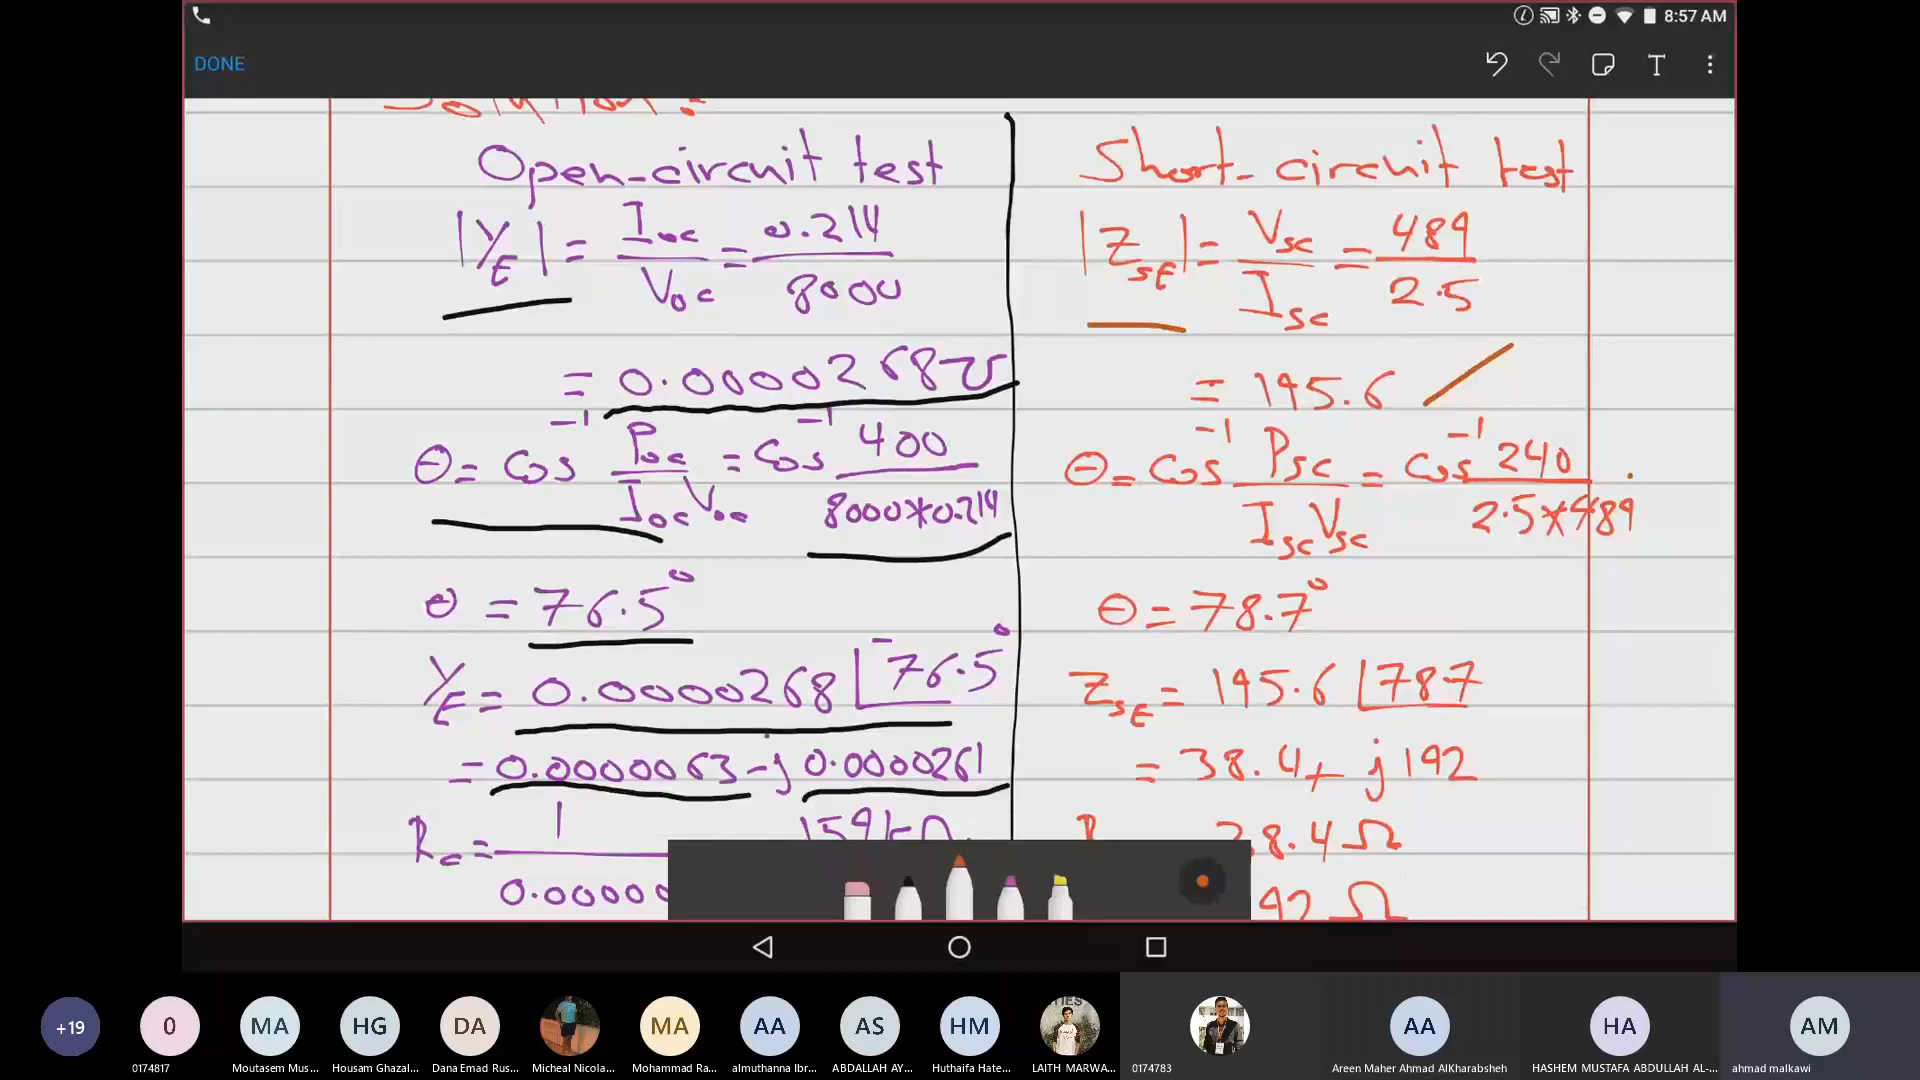 8:57 AM
DONE
Solution:
Open-circuit test
|Y_E| = I_oc / V_oc = 0.214 / 8000
= 0.0000268 ℧
θ = cos^-1 P_oc / I_oc V_oc = cos^-1 400 / 8000*0.214
θ = 76.5°
Y_E = 0.0000268 ∠-76.5°
= 0.0000063 - j 0.0000261
R_c = 1 / 0.00000 159 kΩ
Short-circuit test
|Z_SE| = V_sc / I_sc = 489 / 2.5
= 195.6
θ = cos^-1 P_sc / I_sc V_sc = cos^-1 240 / 2.5*489
θ = 78.7°
Z_SE = 195.6 ∠78.7
= 38.4 + j 192
38.4 Ω
92 Ω
+19
0
MA
HG
DA
MA
AA
AS
HM
AA
HA
AM
0174817
Moutasem Mus...
Housam Ghazal...
Dana Emad Rus...
Micheal Nicola...
Mohammad Ra...
almuthanna Ibr...
ABDALLAH AY...
Huthaifa Hate...
LAITH MARWA...
0174783
Areen Maher Ahmad AlKharabsheh
HASHEM MUSTAFA ABDULLAH AL-...
ahmad malkawi